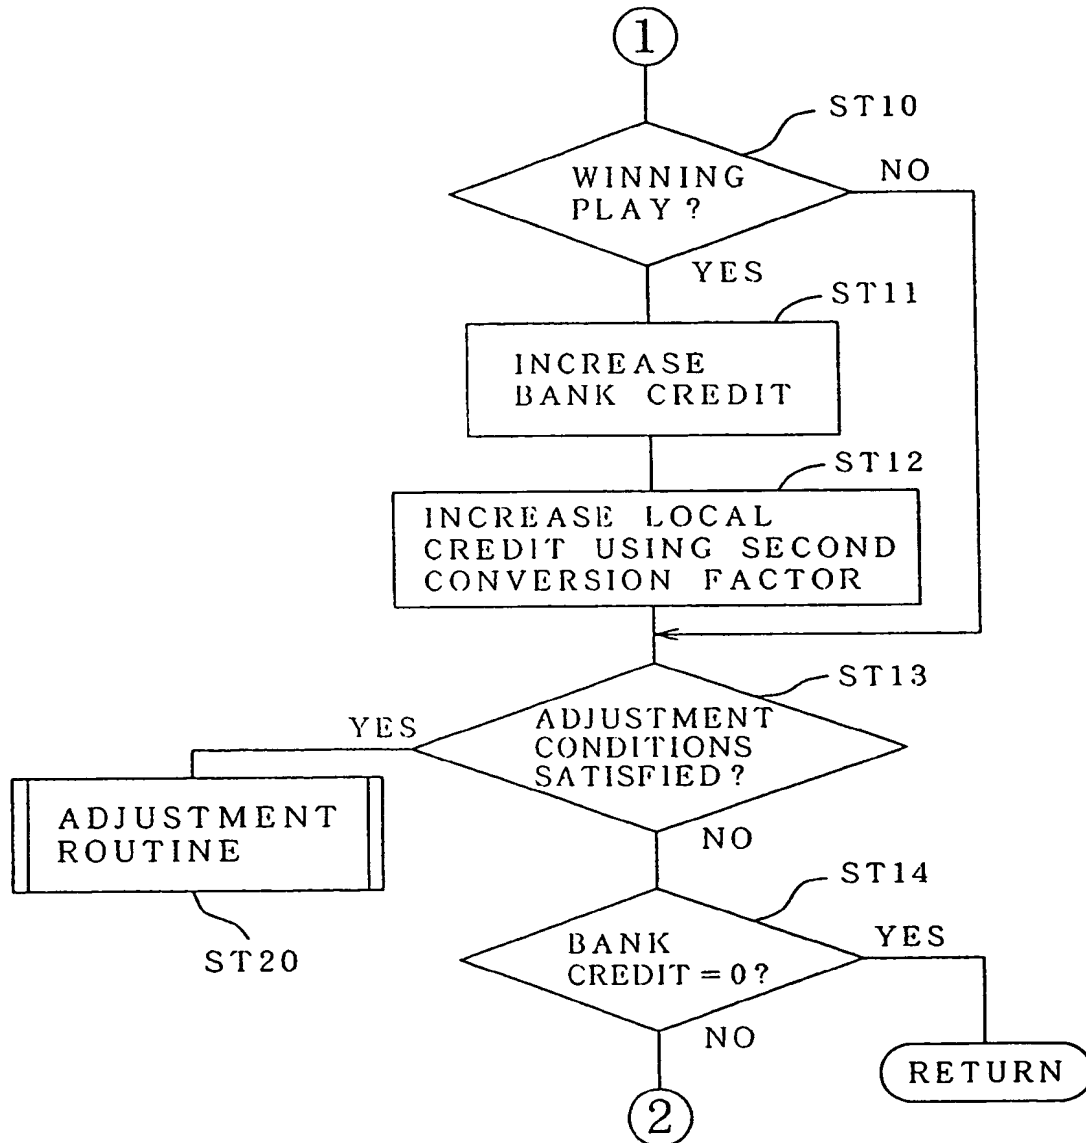 1
ST10
WINNING
PLAY?
NO
YES
ST11
INCREASE
BANK CREDIT
ST12
INCREASE LOCAL
CREDIT USING SECOND
CONVERSION FACTOR
ST13
YES
ADJUSTMENT
CONDITIONS
SATISFIED?
ADJUSTMENT
ROUTINE
NO
ST14
ST20
BANK
CREDIT=0?
YES
NO
RETURN
2